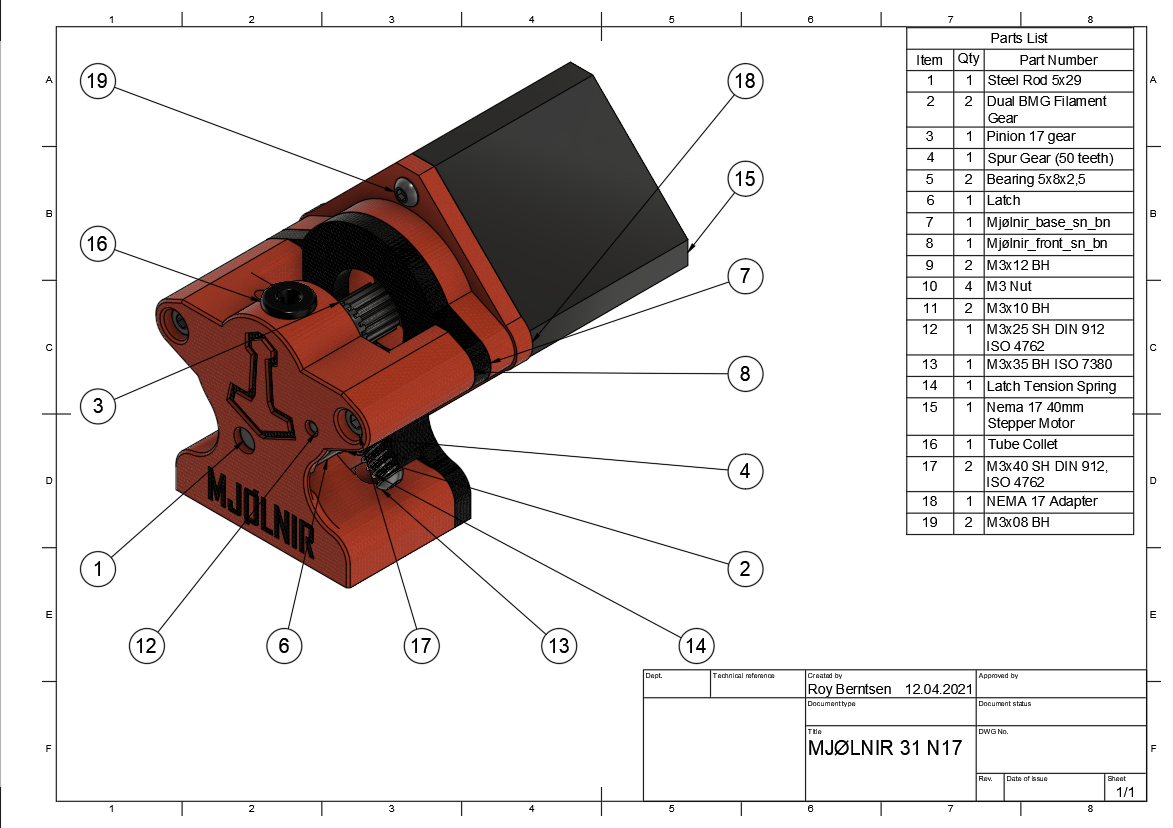 1 2 3 4 5 6 7 8
A A
B B
C C
D D
E E
F F
1 2 3 4 5 6 7 8
19
18
15
16
7
8
3
4
1
2
12
6
17
13
14
MJØLNIR
Parts List
Item Qty Part Number
1 1 Steel Rod 5x29
2 2 Dual BMG Filament
Gear
3 1 Pinion 17 gear
4 1 Spur Gear (50 teeth)
5 2 Bearing 5x8x2,5
6 1 Latch
7 1 Mjølnir_base_sn_bn
8 1 Mjølnir_front_sn_bn
9 2 M3x12 BH
10 4 M3 Nut
11 2 M3x10 BH
12 1 M3x25 SH DIN 912
ISO 4762
13 1 M3x35 BH ISO 7380
14 1 Latch Tension Spring
15 1 Nema 17 40mm
Stepper Motor
16 1 Tube Collet
17 2 M3x40 SH DIN 912,
ISO 4762
18 1 NEMA 17 Adapter
19 2 M3x08 BH
Dept. Technical reference Created by Approved by
Roy Berntsen 12.04.2021
Document type Document status
Title DWG No.
MJØLNIR 31 N17
Rev. Date of issue Sheet
1/1